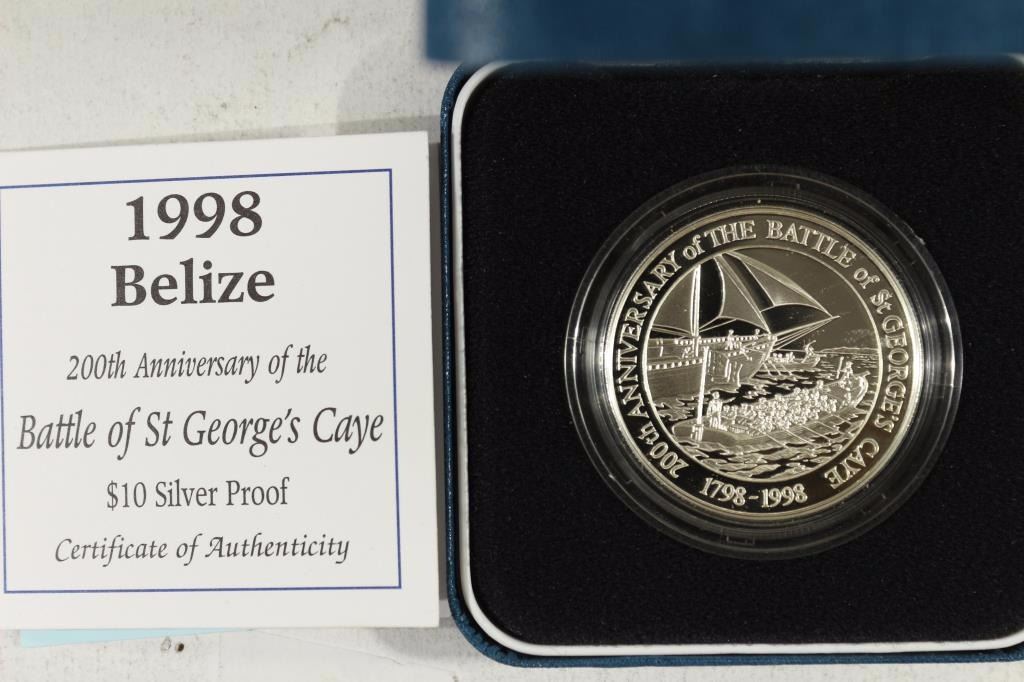 1998
Belize
200th Anniversary of the
Battle of St George's Caye
$10 Silver Proof
Certificate of Authenticity
200th ANNIVERSARY of THE BATTLE of St GEORGE'S CAYE
1798-1998